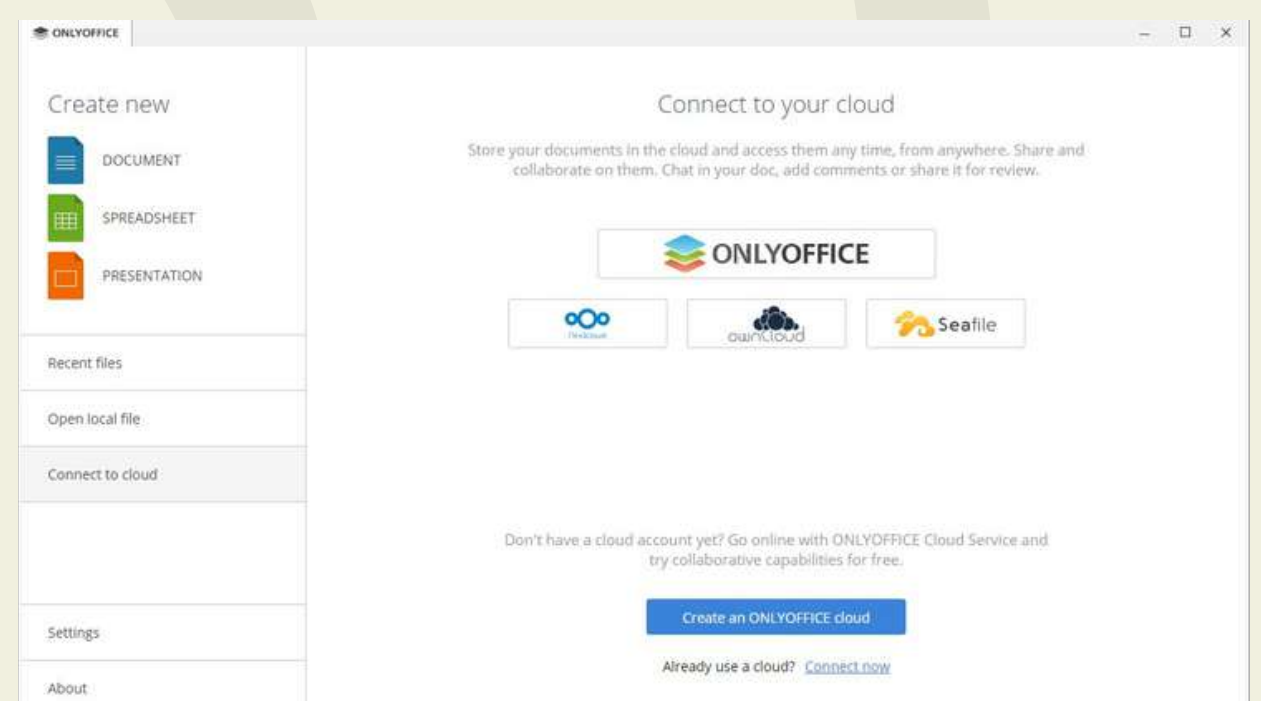 ONLYOFFICE
Create new
DOCUMENT
SPREADSHEET
PRESENTATION
Recent files
Open local file
Connect to cloud
Settings
About
Connect to your cloud
Store your documents in the cloud and access them any time, from anywhere. Share and
collaborate on them. Chat in your doc, add comments or share it for review.
ONLYOFFICE
Nextcloud
ownCloud
Seafile
Don't have a cloud account yet? Go online with ONLYOFFICE Cloud Service and
try collaborative capabilities for free.
Create an ONLYOFFICE cloud
Already use a cloud? Connect now